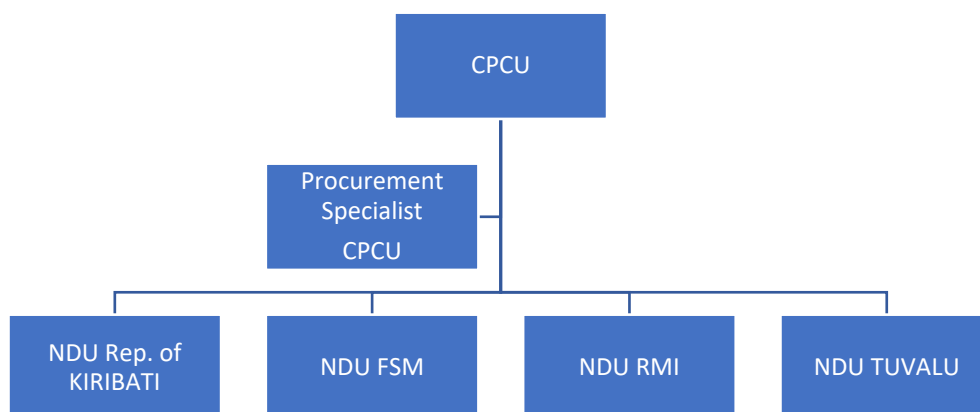 CPCU
Procurement
Specialist
CPCU
NDU Rep. of
KIRIBATI
NDU FSM
NDU RMI
NDU TUVALU